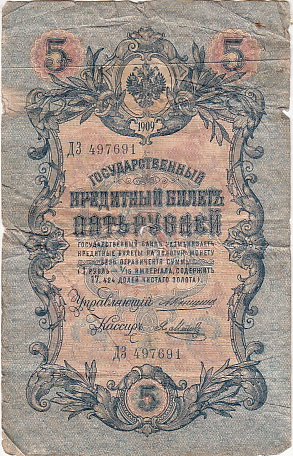 5 5
1909
ДЗ 497691
ГОСУДАРСТВЕННЫЙ
КРЕДИТНЫЙ БИЛЕТЪ
ПЯТЬ РУБЛЕЙ
ГОСУДАРСТВЕННЫЙ БАНКЪ РАЗМѢНИВАЕТЪ
КРЕДИТНЫЕ БИЛЕТЫ НА ЗОЛОТУЮ МОНЕТУ
БЕЗЪ ОГРАНИЧЕНІЯ СУММЫ
(1 РУБЛЬ = 1/15 ИМПЕРІАЛА, СОДЕРЖИТЪ
17,424 ДОЛЕЙ ЧИСТАГО ЗОЛОТА).
Управляющій
Кассиръ
ДЗ 497691
5